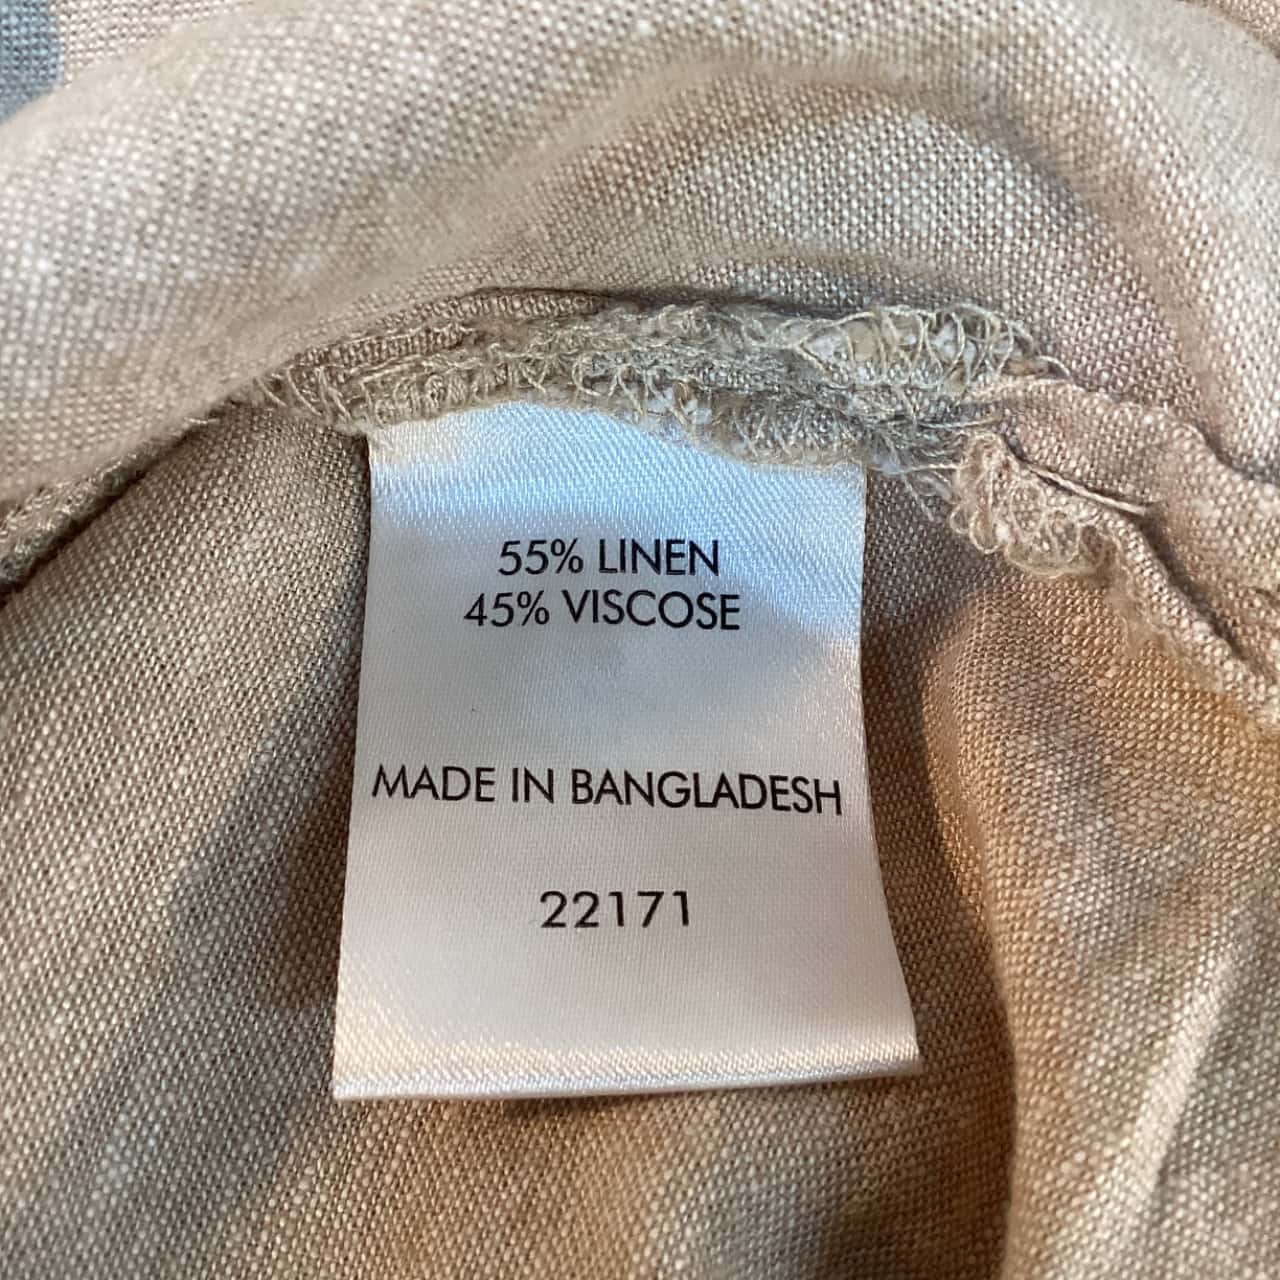 55% LINEN
45% VISCOSE
MADE IN BANGLADESH
22171